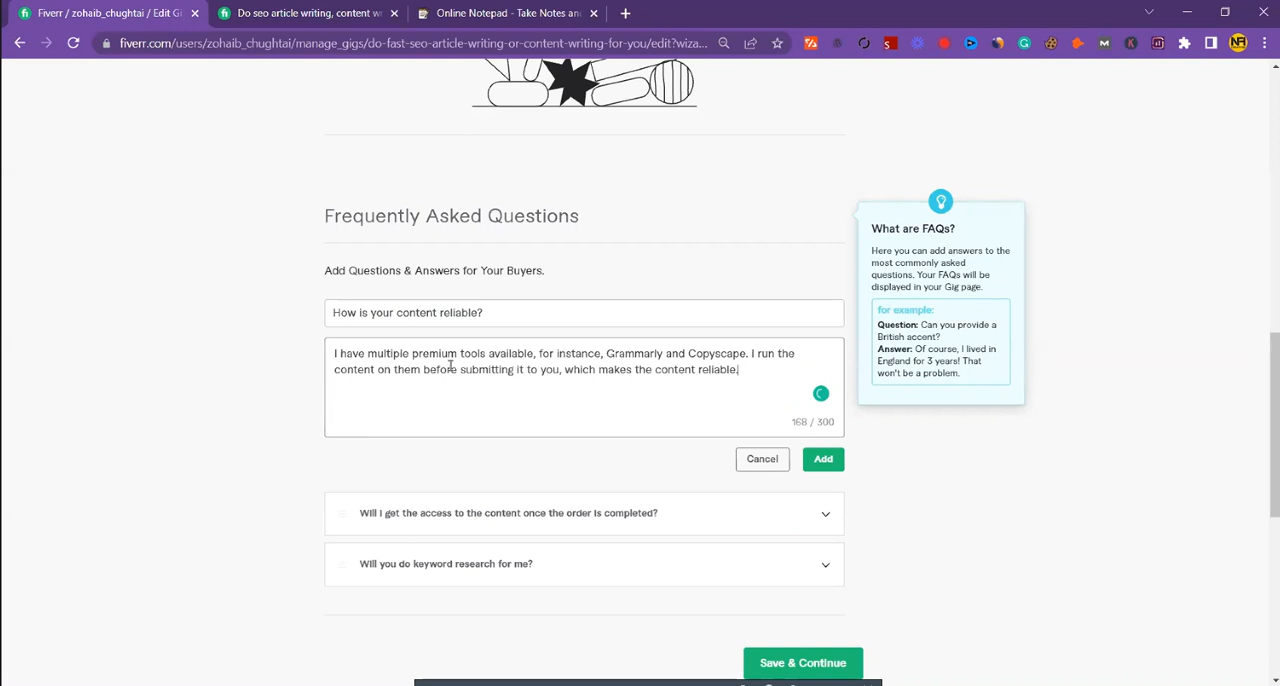 Fiverr / zohaib_chughtai / Edit Gi
Do seo article writing, content w
Online Notepad - Take Notes an
fiverr.com/users/zohaib_chughtai/manage_gigs/do-fast-seo-article-writing-or-content-writing-for-you/edit?wiza...
Frequently Asked Questions
Add Questions & Answers for Your Buyers.
How is your content reliable?
I have multiple premium tools available, for instance, Grammarly and Copyscape. I run the
content on them before submitting it to you, which makes the content reliable.
168 / 300
Cancel
Add
Will I get the access to the content once the order is completed?
Will you do keyword research for me?
Save & Continue
What are FAQs?
Here you can add answers to the
most commonly asked
questions. Your FAQs will be
displayed in your Gig page.
for example:
Question: Can you provide a
British accent?
Answer: Of course, I lived in
England for 3 years! That
won't be a problem.